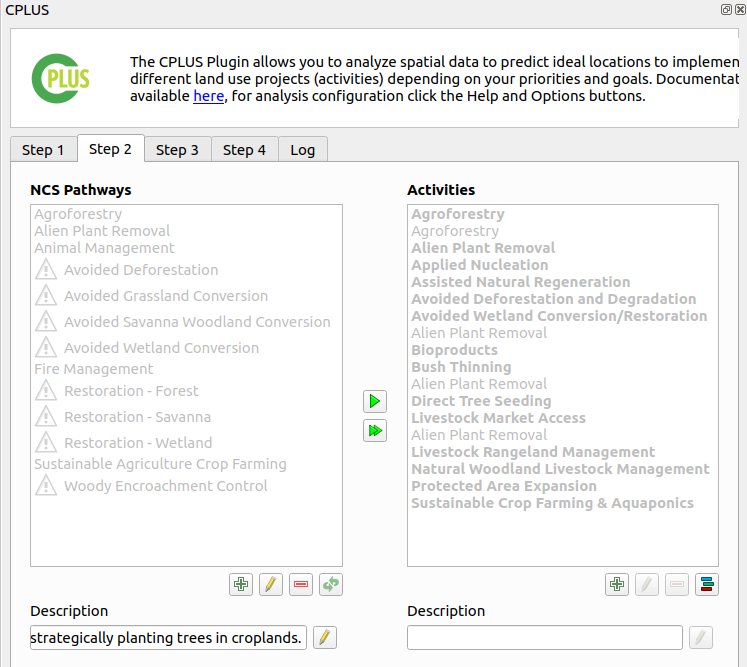 CPLUS
The CPLUS Plugin allows you to analyze spatial data to predict ideal locations to implemen
different land use projects (activities) depending on your priorities and goals. Documentat
available here, for analysis configuration click the Help and Options buttons.
CPLUS
Step 1
Step 2
Step 3
Step 4
Log
NCS Pathways
Agroforestry
Alien Plant Removal
Animal Management
Avoided Deforestation
Avoided Grassland Conversion
Avoided Savanna Woodland Conversion
Avoided Wetland Conversion
Fire Management
Restoration - Forest
Restoration - Savanna
Restoration - Wetland
Sustainable Agriculture Crop Farming
Woody Encroachment Control
Description
strategically planting trees in croplands.
Activities
Agroforestry
Agroforestry
Alien Plant Removal
Applied Nucleation
Assisted Natural Regeneration
Avoided Deforestation and Degradation
Avoided Wetland Conversion/Restoration
Alien Plant Removal
Bioproducts
Bush Thinning
Alien Plant Removal
Direct Tree Seeding
Livestock Market Access
Alien Plant Removal
Livestock Rangeland Management
Natural Woodland Livestock Management
Protected Area Expansion
Sustainable Crop Farming & Aquaponics
Description